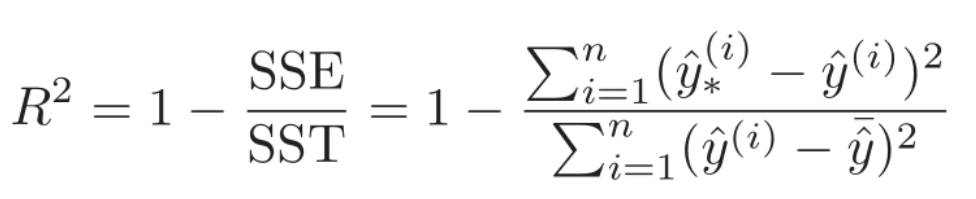 $R^2 = 1 - \frac{\text{SSE}}{\text{SST}} = 1 - \frac{\sum_{i=1}^{n} (\hat{y}_*^{(i)} - \hat{y}^{(i)})^2}{\sum_{i=1}^{n} (\hat{y}^{(i)} - \bar{\hat{y}})^2}$